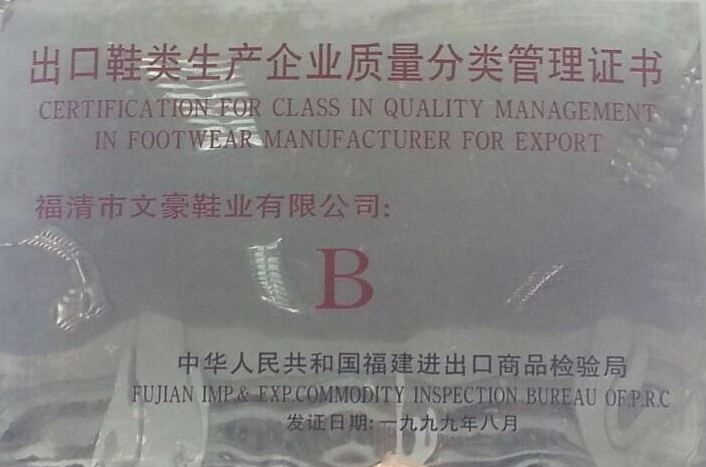 出口鞋类生产企业质量分类管理证书
CERTIFICATION FOR CLASS IN QUALITY MANAGEMENT
IN FOOTWEAR MANUFACTURER FOR EXPORT
福清市文豪鞋业有限公司:
B
中华人民共和国福建进出口商品检验局
FUJIAN IMP.& EXP.COMMODITY INSPECTION BUREAU OF.P.R.C
发证日期:一九九九年八月